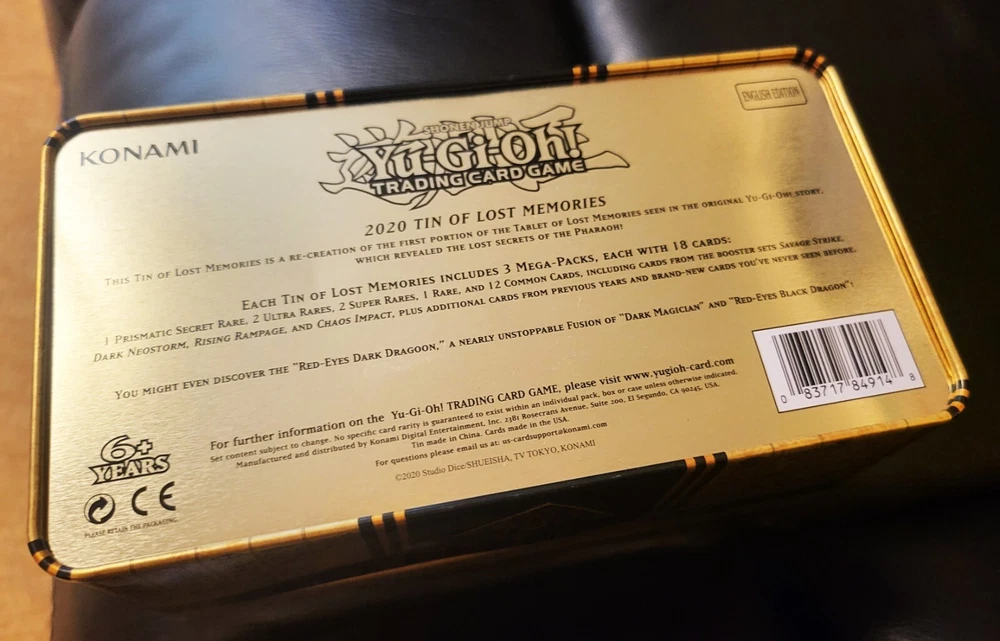 KONAMI
ENGLISH EDITION
SHONEN JUMP
Yu-Gi-Oh!
TRADING CARD GAME
2020 TIN OF LOST MEMORIES
THIS TIN OF LOST MEMORIES IS A RE-CREATION OF THE FIRST PORTION OF THE TABLET OF LOST MEMORIES SEEN IN THE ORIGINAL YU-GI-OH! STORY,
WHICH REVEALED THE LOST SECRETS OF THE PHARAOH!
EACH TIN OF LOST MEMORIES INCLUDES 3 MEGA-PACKS, EACH WITH 18 CARDS:
1 PRISMATIC SECRET RARE, 2 ULTRA RARES, 2 SUPER RARES, 1 RARE, AND 12 COMMON CARDS, INCLUDING CARDS FROM THE BOOSTER SETS SAVAGE STRIKE,
DARK NEOSTORM, RISING RAMPAGE, AND CHAOS IMPACT, PLUS ADDITIONAL CARDS FROM PREVIOUS YEARS AND BRAND-NEW CARDS YOU'VE NEVER SEEN BEFORE.
YOU MIGHT EVEN DISCOVER THE "RED-EYES DARK DRAGOON," A NEARLY UNSTOPPABLE FUSION OF "DARK MAGICIAN" AND "RED-EYES BLACK DRAGON"!
For further information on the Yu-Gi-Oh! TRADING CARD GAME, please visit www.yugioh-card.com
Set content subject to change. No specific card rarity is guaranteed to exist within an individual pack, box or case unless otherwise indicated.
Manufactured and distributed by Konami Digital Entertainment, Inc. 2381 Rosecrans Avenue, Suite 200, El Segundo, CA 90245, USA.
Tin made in China. Cards made in the USA.
For questions please email us at: us-cardsupport@konami.com
©2020 Studio Dice/SHUEISHA, TV TOKYO, KONAMI
6+
YEARS
CE
PLEASE RETAIN THE PACKAGING.
0 83717 84914 8